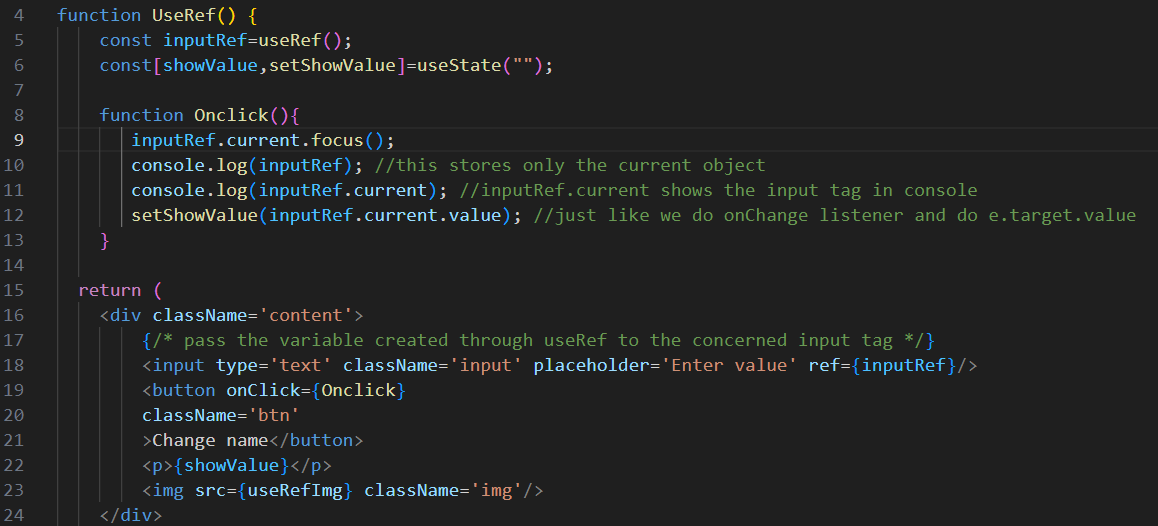 4 function UseRef() {
5 const inputRef=useRef();
6 const[showValue,setShowValue]=useState("");
7
8 function Onclick(){
9 inputRef.current.focus();
10 console.log(inputRef); //this stores only the current object
11 console.log(inputRef.current); //inputRef.current shows the input tag in console
12 setShowValue(inputRef.current.value); //just like we do onChange listener and do e.target.value
13 }
14
15 return (
16 <div className='content'>
17 {/* pass the variable created through useRef to the concerned input tag */}
18 <input type='text' className='input' placeholder='Enter value' ref={inputRef}/>
19 <button onClick={Onclick}
20 className='btn'
21 >Change name</button>
22 <p>{showValue}</p>
23 <img src={useRefImg} className='img'/>
24 </div>